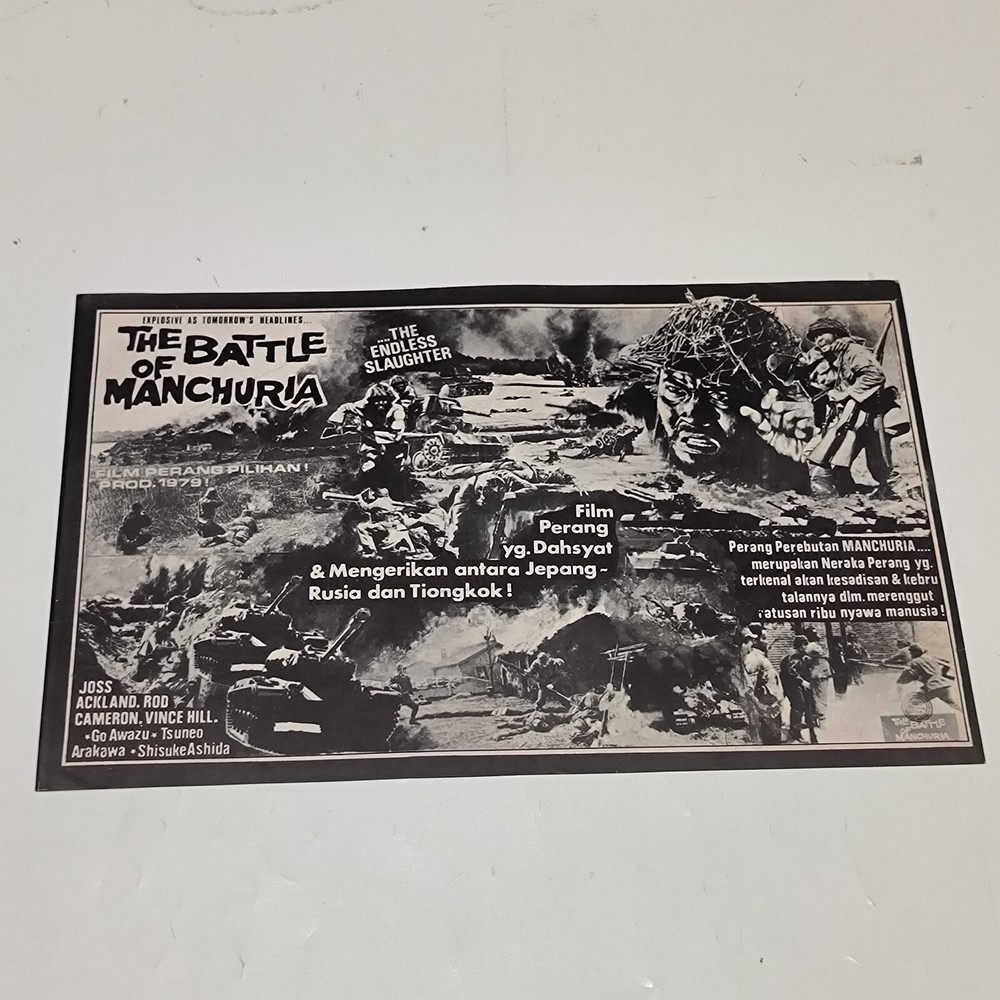 EXPLOSIVE AS TOMORROW'S HEADLINES...
THE BATTLE
OF
MANCHURIA
....THE
ENDLESS
SLAUGHTER
FILM PERANG PILIHAN!
PROD. 1979!
Film
Perang
yg. Dahsyat
& Mengerikan antara Jepang ~
Rusia dan Tiongkok!
Perang Perebutan MANCHURIA....
merupakan Neraka Perang yg.
terkenal akan kesadisan & kebru
talannya dlm. merenggut
ratusan ribu nyawa manusia!
JOSS
ACKLAND. ROD
CAMERON. VINCE HILL.
*Go Awazu * Tsuneo
Arakawa * Shisuke Ashida
THE BATTLE
OF
MANCHURIA